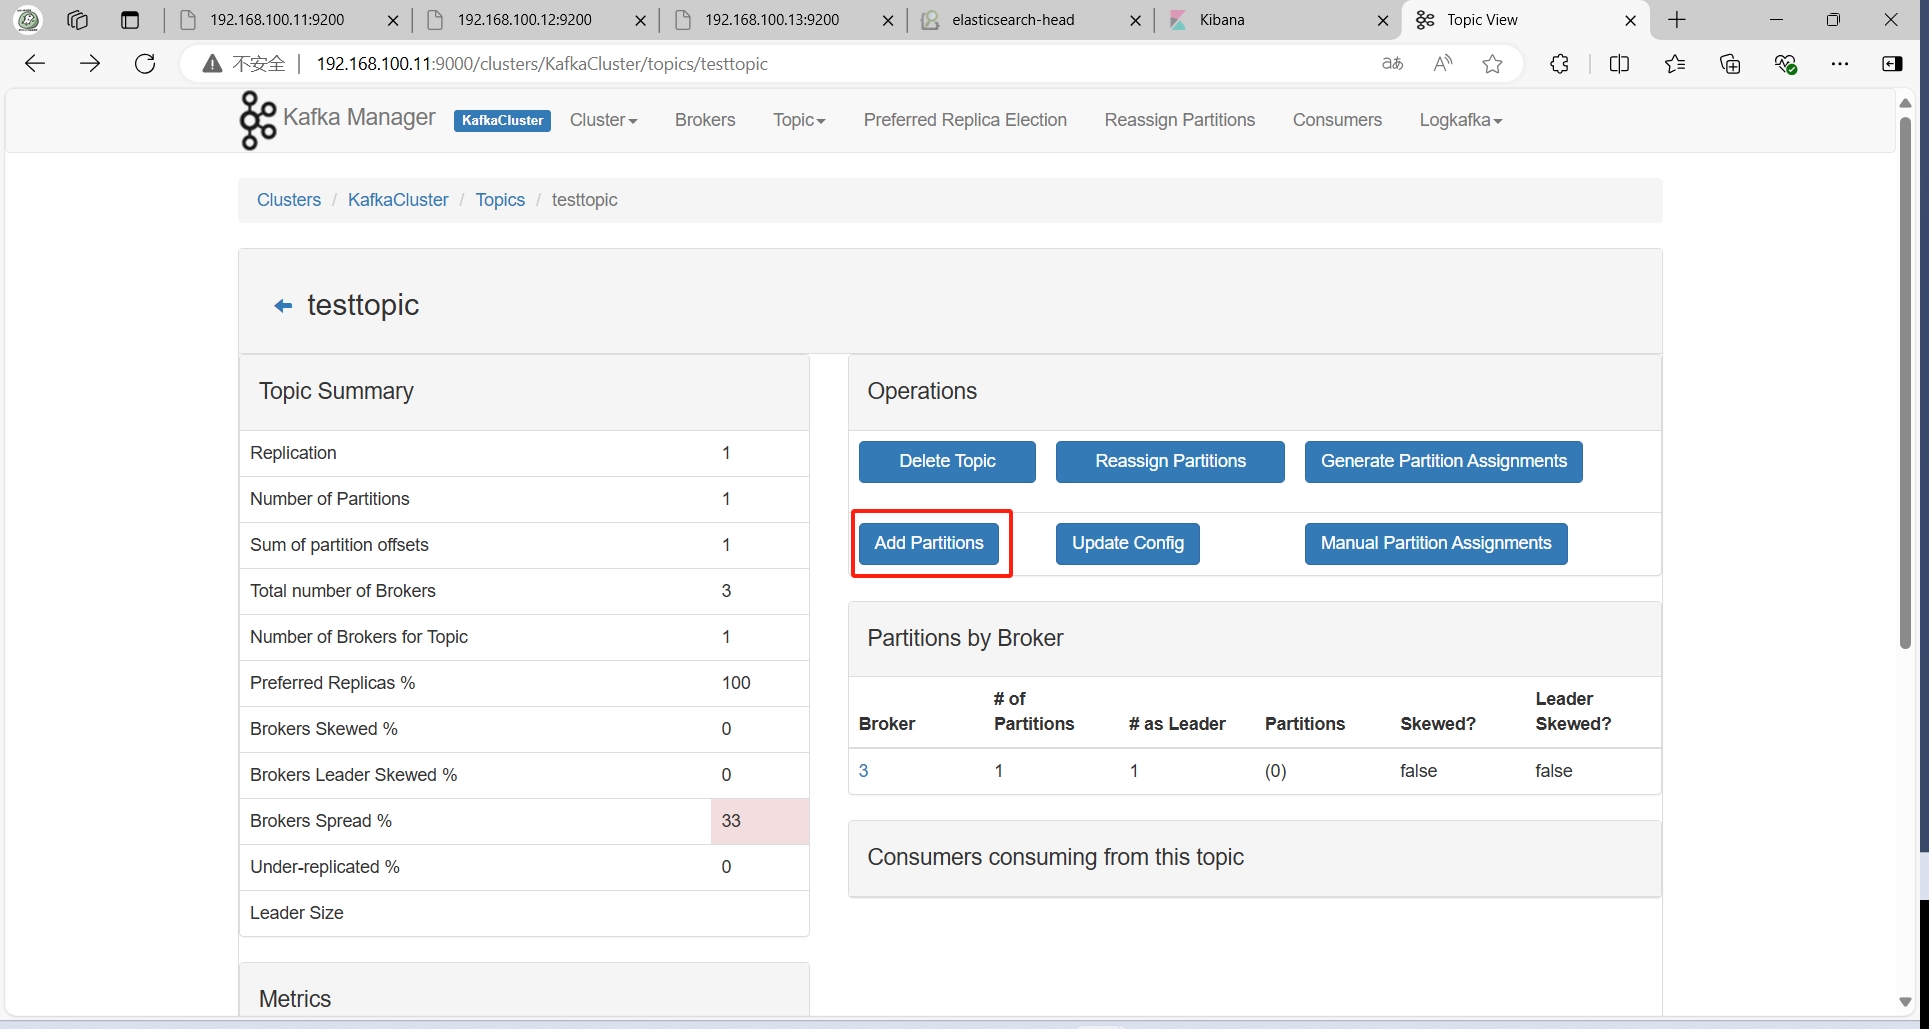 192.168.100.11:9200
192.168.100.12:9200
192.168.100.13:9200
elasticsearch-head
Kibana
Topic View
不安全
192.168.100.11:9000/clusters/KafkaCluster/topics/testtopic
Kafka Manager KafkaCluster Cluster Brokers Topic Preferred Replica Election Reassign Partitions Consumers Logkafka
Clusters / KafkaCluster / Topics / testtopic
testtopic
Topic Summary
Replication 1
Number of Partitions 1
Sum of partition offsets 1
Total number of Brokers 3
Number of Brokers for Topic 1
Preferred Replicas % 100
Brokers Skewed % 0
Brokers Leader Skewed % 0
Brokers Spread % 33
Under-replicated % 0
Leader Size
Metrics
Operations
Delete Topic Reassign Partitions Generate Partition Assignments
Add Partitions Update Config Manual Partition Assignments
Partitions by Broker
Broker # of Partitions # as Leader Partitions Skewed? Leader Skewed?
3 1 1 (0) false false
Consumers consuming from this topic